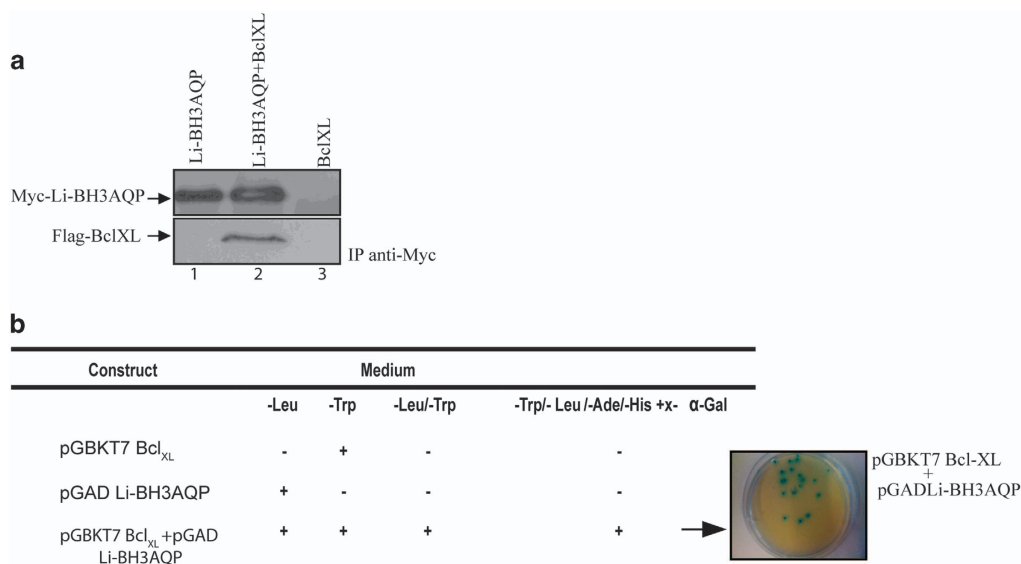 a
Li-BH3AQP
Li-BH3AQP+BclXL
BclXL
Myc-Li-BH3AQP
Flag-BclXL
IP anti-Myc
1 2 3
b
Construct Medium
-Leu -Trp -Leu/-Trp -Trp/- Leu /-Ade/-His +x- α-Gal
pGBKT7 BclXL - + - -
pGAD Li-BH3AQP + - - -
pGBKT7 BclXL +pGAD + + + +
Li-BH3AQP
pGBKT7 Bcl-XL
+
pGADLi-BH3AQP